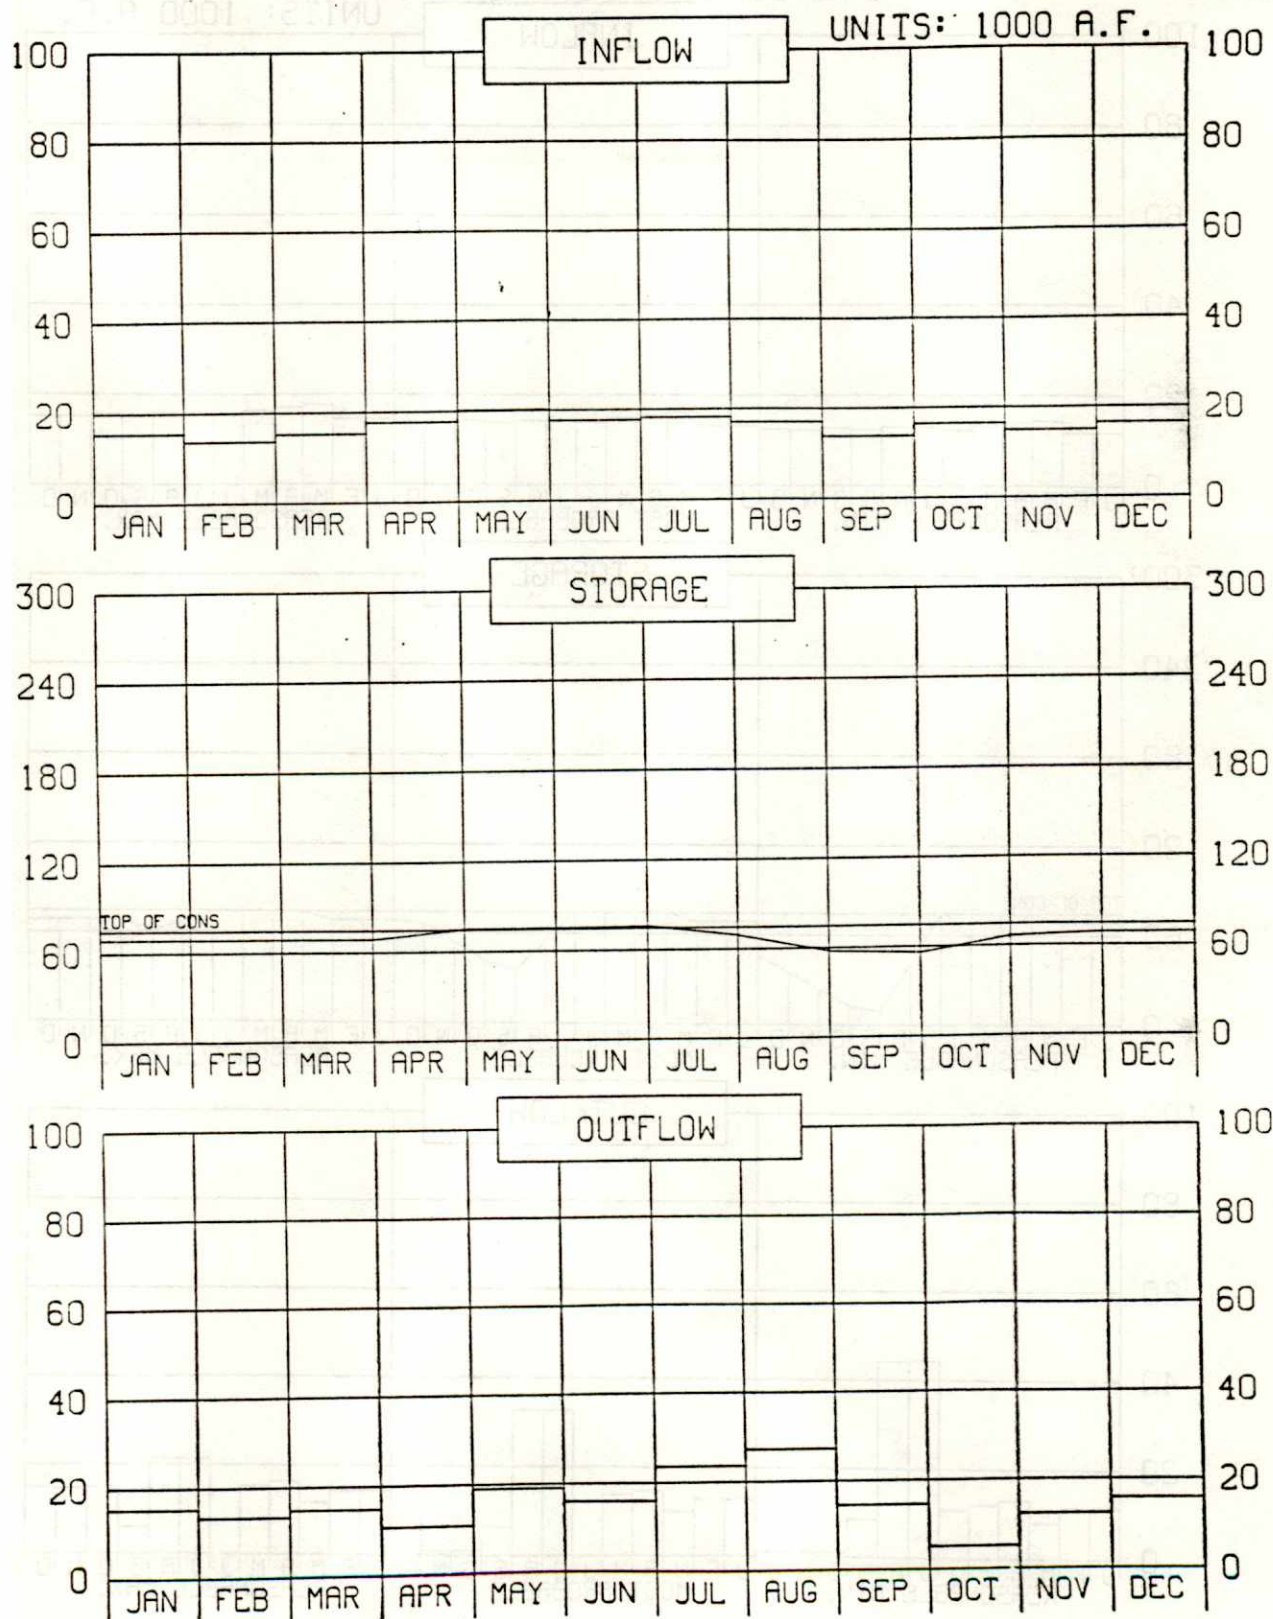 UNITS: 1000 A.F.
INFLOW
100 100
80 80
60 60
40 40
20 20
0 0
JAN FEB MAR APR MAY JUN JUL AUG SEP OCT NOV DEC
STORAGE
300 300
240 240
180 180
120 120
TOP OF CONS
60 60
0 0
JAN FEB MAR APR MAY JUN JUL AUG SEP OCT NOV DEC
OUTFLOW
100 100
80 80
60 60
40 40
20 20
0 0
JAN FEB MAR APR MAY JUN JUL AUG SEP OCT NOV DEC